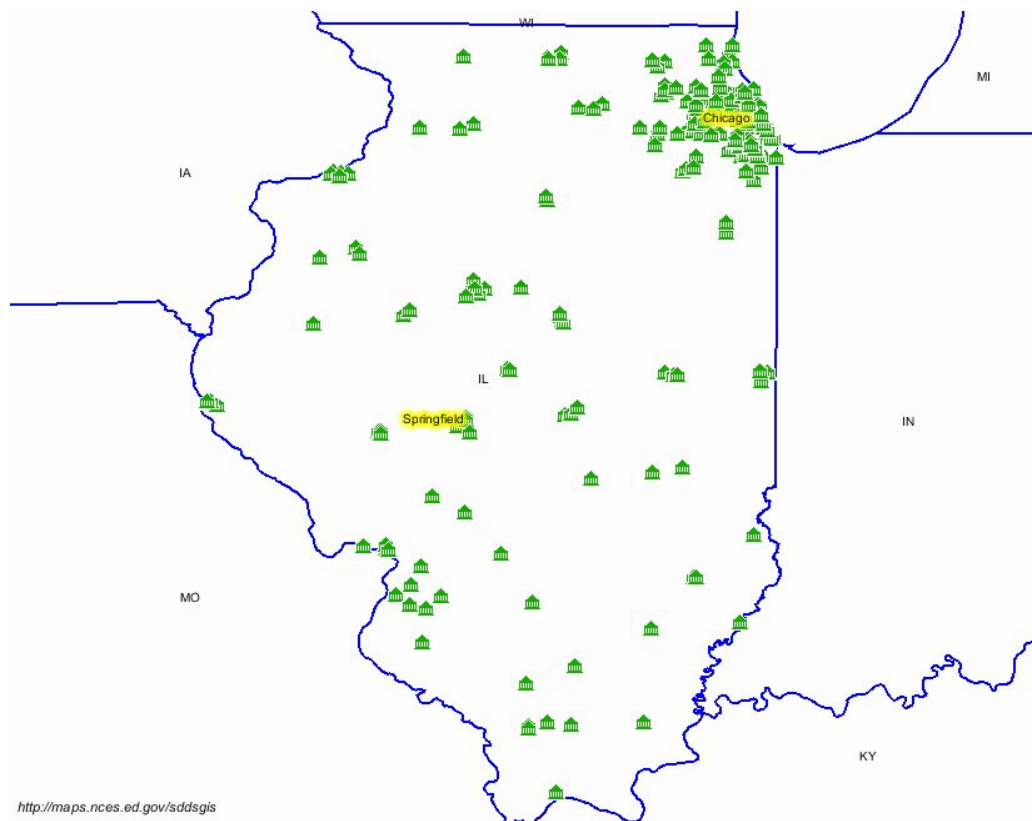 WI
MI
Chicago
IA
IL
Springfield
IN
MO
KY
http://maps.nces.ed.gov/sddsgis